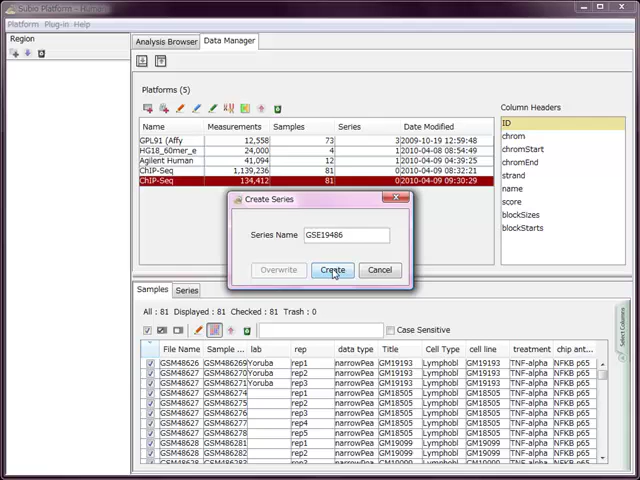 Subio Platform - Human
Platform Plug-in Help
Region
Analysis Browser Data Manager
Platforms (5)
Name Measurements Samples Series Date Modified
GPL91 (Affy 12,558 73 3 2009-10-19 12:59:48
HG18_60mer_e 24,000 4 1 2010-04-08 08:54:49
Agilent Human 41,094 12 1 2010-04-09 04:39:25
ChIP-Seq 1,139,236 81 0 2010-04-09 08:32:21
ChIP-Seq 134,412 81 0 2010-04-09 09:30:29
Column Headers
ID
chrom
chromStart
chromEnd
strand
name
score
blockSizes
blockStarts
Create Series
Series Name GSE19486
Overwrite Create Cancel
Samples Series
All : 81 Displayed : 81 Checked : 81 Trash : 0
Case Sensitive
Select Columns
File Name Sample ... lab rep data type Title Cell Type cell line treatment chip ant...
GSM48626 GSM486269 Yoruba rep1 narrowPea GM19193 Lymphobl GM19193 TNF-alpha NFKB p65
GSM48627 GSM486270 Yoruba rep2 narrowPea GM19193 Lymphobl GM19193 TNF-alpha NFKB p65
GSM48627 GSM486271 Yoruba rep3 narrowPea GM19193 Lymphobl GM19193 TNF-alpha NFKB p65
GSM48627 GSM486274 rep1 narrowPea GM18505 Lymphobl GM18505 TNF-alpha NFKB p65
GSM48627 GSM486275 rep2 narrowPea GM18505 Lymphobl GM18505 TNF-alpha NFKB p65
GSM48627 GSM486276 rep3 narrowPea GM18505 Lymphobl GM18505 TNF-alpha NFKB p65
GSM48627 GSM486277 rep4 narrowPea GM18505 Lymphobl GM18505 TNF-alpha NFKB p65
GSM48627 GSM486278 rep5 narrowPea GM18505 Lymphobl GM18505 TNF-alpha NFKB p65
GSM48628 GSM486281 rep1 narrowPea GM19099 Lymphobl GM19099 TNF-alpha NFKB p65
GSM48628 GSM486282 rep2 narrowPea GM19099 Lymphobl GM19099 TNF-alpha NFKB p65